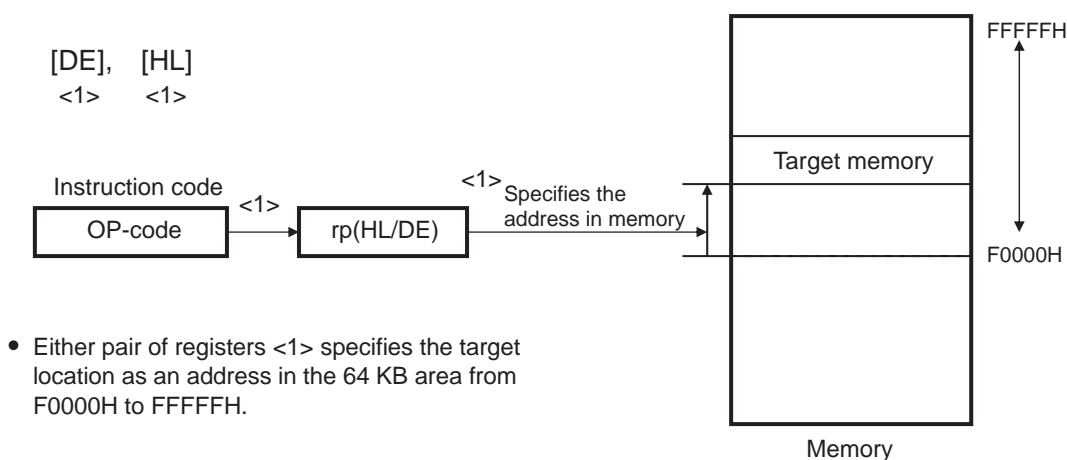 FFFFFH
[DE], [HL]
<1> <1>
Target memory
Instruction code
<1>
<1>
Specifies the
address in memory
OP-code
rp(HL/DE)
F0000H
• Either pair of registers <1> specifies the target
location as an address in the 64 KB area from
F0000H to FFFFFH.
Memory